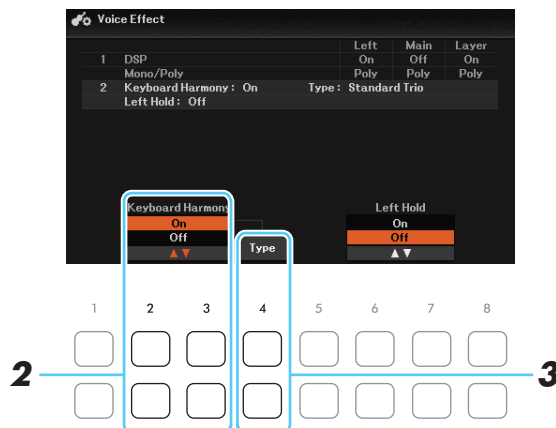 Voice Effect
Left Main Layer
1 DSP On Off On
Mono/Poly Poly Poly Poly
2 Keyboard Harmony : On Type : Standard Trio
Left Hold : Off
Keyboard Harmony Left Hold
On On
Off Off
Type
1 2 3 4 5 6 7 8
2 3